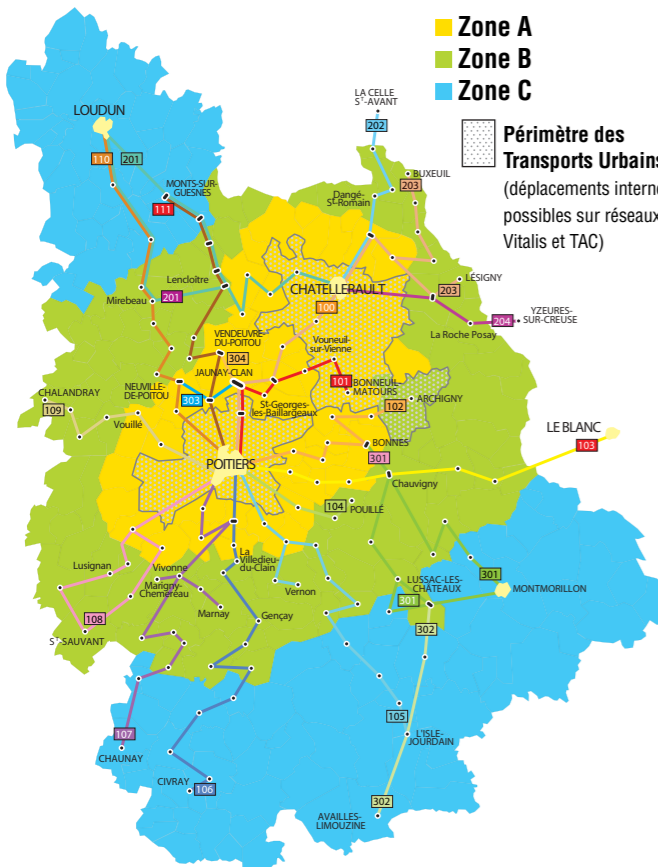 Zone A
Zone B
Zone C
Périmètre des
Transports Urbains
(déplacements interne
possibles sur réseaux
Vitalis et TAC)
LA CELLE
ST-AVANT
202
LOUDUN
110
201
BUXEUIL
203
MONTS-SUR-
GUESNES
111
Dangé-
St-Romain
Lencloître
LÉSIGNY
203
CHATELLERAULT
100
201
Mirebeau
204
YZEURES-
SUR-CREUSE
La Roche Posay
VENDEUVRE-
DU-POITOU
304
Vouneuil-
sur-Vienne
JAUNAY-CLAN
101
BONNEUIL-
MATOURS
NEUVILLE-
DE-POITOU
303
St-Georges-
les-Baillargeaux
102
ARCHIGNY
CHALANDRAY
109
Vouillé
LE BLANC
103
BONNES
301
POITIERS
Chauvigny
104
POUILLÉ
La
Villedieu-
du-Clain
Lusignan
Vivonne
Marigny-
Chemereau
Vernon
LUSSAC-LES-
CHÂTEAUX
301
301
MONTMORILLON
Marnay
Gençay
108
ST-SAUVANT
302
105
L'ISLE-
JOURDAIN
107
CHAUNAY
CIVRAY
106
302
AVAILLES-
LIMOUZINE